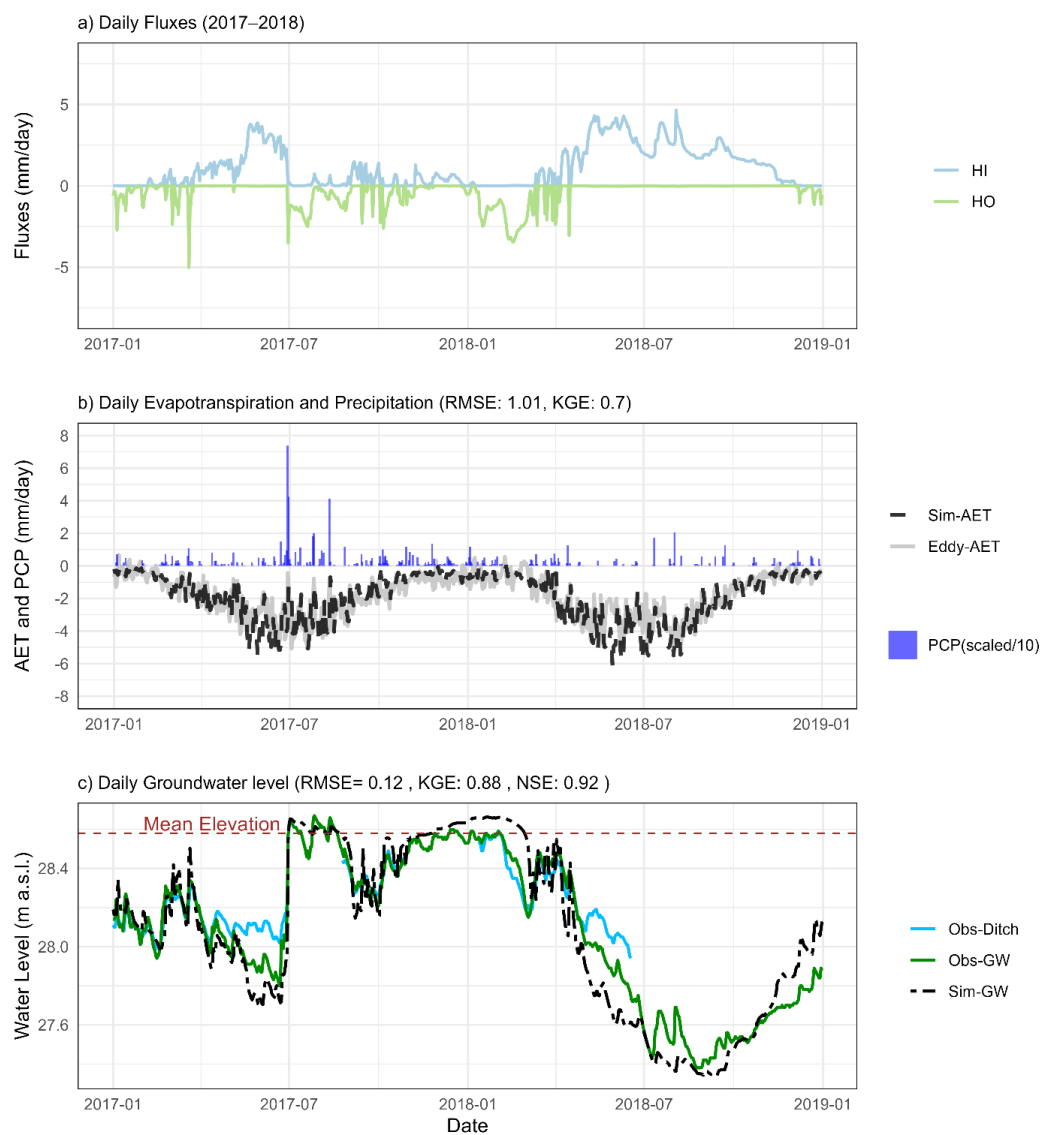 a) Daily Fluxes (2017–2018)
Fluxes (mm/day)
5
0
-5
2017-01 2017-07 2018-01 2018-07 2019-01
HI
HO
b) Daily Evapotranspiration and Precipitation (RMSE: 1.01, KGE: 0.7)
AET and PCP (mm/day)
8
6
4
2
0
-2
-4
-6
-8
2017-01 2017-07 2018-01 2018-07 2019-01
Sim-AET
Eddy-AET
PCP(scaled/10)
c) Daily Groundwater level (RMSE= 0.12 , KGE: 0.88 , NSE: 0.92 )
Water Level (m a.s.l.)
Mean Elevation
28.4
28.0
27.6
2017-01 2017-07 2018-01 2018-07 2019-01
Date
Obs-Ditch
Obs-GW
Sim-GW